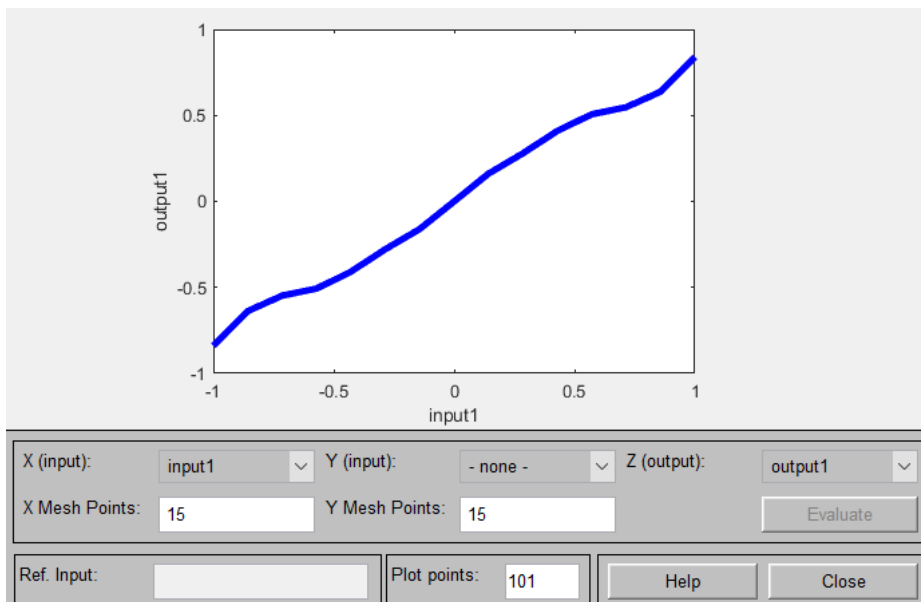 1
0.5
0
-0.5
-1
output1
-1 -0.5 0 0.5 1
input1
X (input): input1 Y (input): - none - Z (output): output1
X Mesh Points: 15 Y Mesh Points: 15 Evaluate
Ref. Input: Plot points: 101 Help Close